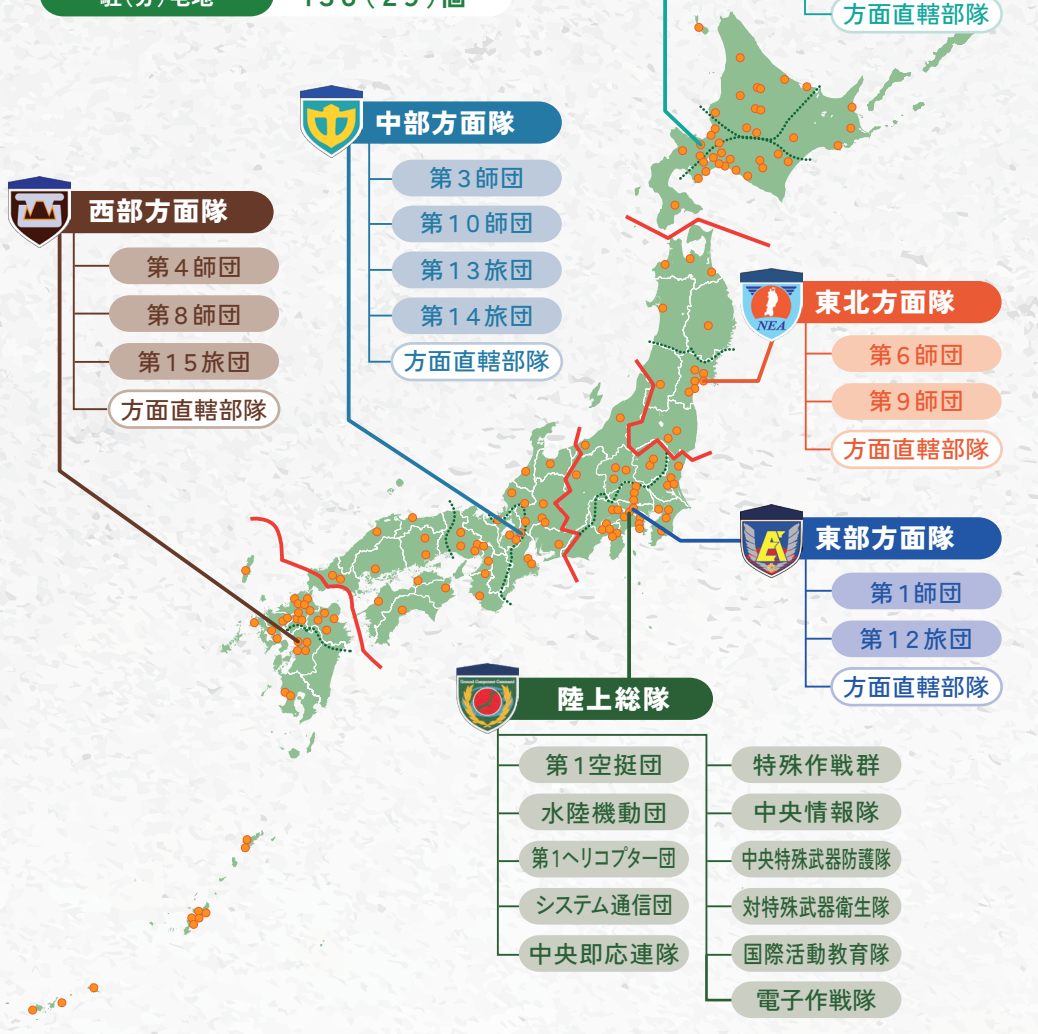 駐(分)屯地
方面直轄部隊
中部方面隊
第3師団
第10師団
第13旅団
第14旅団
方面直轄部隊
西部方面隊
第4師団
第8師団
第15旅団
方面直轄部隊
NEA
東北方面隊
第6師団
第9師団
方面直轄部隊
東部方面隊
第1師団
第12旅団
方面直轄部隊
Ground Component Command
陸上総隊
第1空挺団
水陸機動団
第1ヘリコプター団
システム通信団
中央即応連隊
特殊作戦群
中央情報隊
中央特殊武器防護隊
対特殊武器衛生隊
国際活動教育隊
電子作戦隊